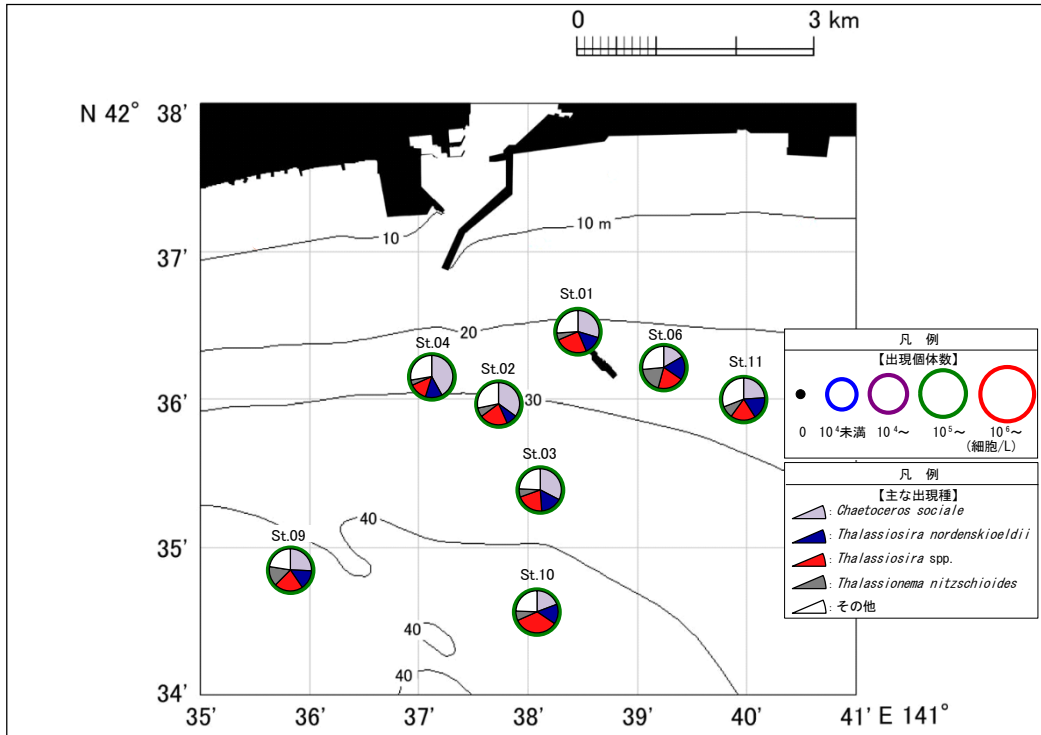 0 3 km
N 42° 38'
10
10 m
37'
St.01
20
St.04
St.06
St.02
St.11
36'
30
St.03
40
St.09
35'
St.10
40
40
34'
35' 36' 37' 38' 39' 40' 41' E 141°
凡 例
【出現個体数】
0 10⁴未満 10⁴～ 10⁵～ 10⁶～
(細胞/L)
凡 例
【主な出現種】
: Chaetoceros sociale
: Thalassiosira nordenskioeldii
: Thalassiosira spp.
: Thalassionema nitzschioides
: その他